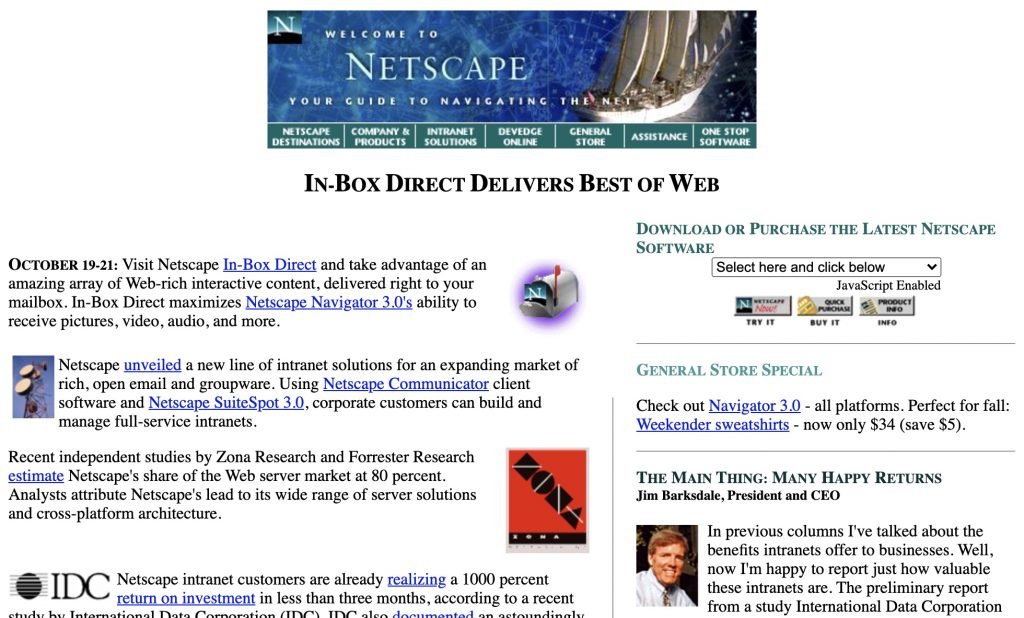 N
WELCOME TO
NETSCAPE
YOUR GUIDE TO NAVIGATING THE NET
NETSCAPE DESTINATIONS
COMPANY & PRODUCTS
INTRANET SOLUTIONS
DEVEDGE ONLINE
GENERAL STORE
ASSISTANCE
ONE STOP SOFTWARE
IN-BOX DIRECT DELIVERS BEST OF WEB
OCTOBER 19-21: Visit Netscape In-Box Direct and take advantage of an
amazing array of Web-rich interactive content, delivered right to your
mailbox. In-Box Direct maximizes Netscape Navigator 3.0's ability to
receive pictures, video, audio, and more.
N
Netscape unveiled a new line of intranet solutions for an expanding market of
rich, open email and groupware. Using Netscape Communicator client
software and Netscape SuiteSpot 3.0, corporate customers can build and
manage full-service intranets.
Recent independent studies by Zona Research and Forrester Research
estimate Netscape's share of the Web server market at 80 percent.
Analysts attribute Netscape's lead to its wide range of server solutions
and cross-platform architecture.
ZONA
ZONA
IDC
Netscape intranet customers are already realizing a 1000 percent
return on investment in less than three months, according to a recent
study by International Data Corporation (IDC). IDC also documented an astoundingly
DOWNLOAD OR PURCHASE THE LATEST NETSCAPE
SOFTWARE
Select here and click below
JavaScript Enabled
N NETSCAPE Now!
QUICK PURCHASE
PRODUCT INFO
TRY IT
BUY IT
INFO
GENERAL STORE SPECIAL
Check out Navigator 3.0 - all platforms. Perfect for fall:
Weekender sweatshirts - now only $34 (save $5).
THE MAIN THING: MANY HAPPY RETURNS
Jim Barksdale, President and CEO
In previous columns I've talked about the
benefits intranets offer to businesses. Well,
now I'm happy to report just how valuable
these intranets are. The preliminary report
from a study International Data Corporation